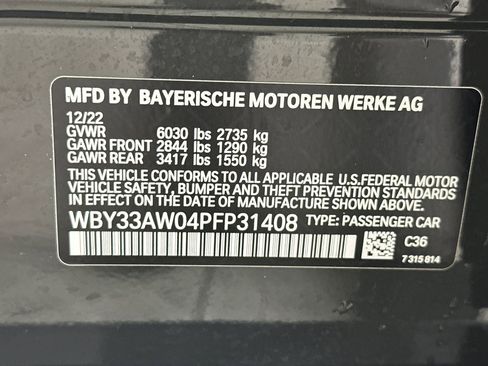 MFD BY BAYERISCHE MOTOREN WERKE AG
12/22
GVWR 6030 lbs 2735 kg
GAWR FRONT 2844 lbs 1290 kg
GAWR REAR 3417 lbs 1550 kg
THIS VEHICLE CONFORMS TO ALL APPLICABLE U.S.FEDERAL MOTOR
VEHICLE SAFETY, BUMPER AND THEFT PREVENTION STANDARDS
IN EFFECT ON THE DATE OF MANUFACTURE SHOWN ABOVE.
WBY33AW04PFP31408 TYPE: PASSENGER CAR
C36
7315814